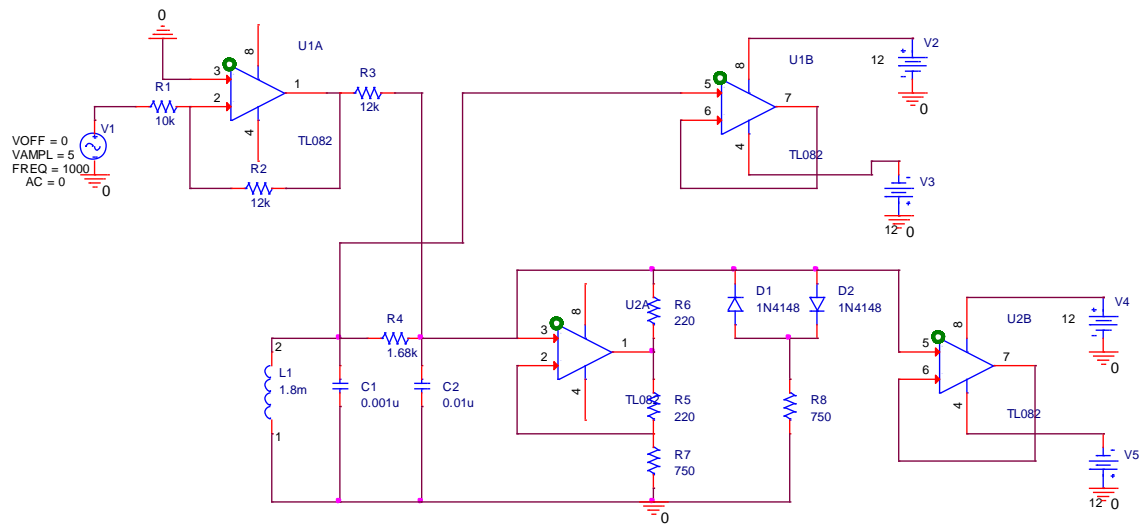 0
U1A
8
3
1
2
4
TL082
R1
10k
R2
12k
R3
12k
V1
VOFF = 0
VAMPL = 5
FREQ = 1000
AC = 0
0
U1B
8
5
7
6
4
TL082
V2
12
0
V3
12
0
R4
1.68k
2
L1
1.8m
1
C1
0.001u
C2
0.01u
U2A
8
3
1
2
4
TL082
R6
220
R5
220
R7
750
0
D1
1N4148
D2
1N4148
R8
750
U2B
8
5
7
6
4
TL082
V4
12
0
V5
12
0